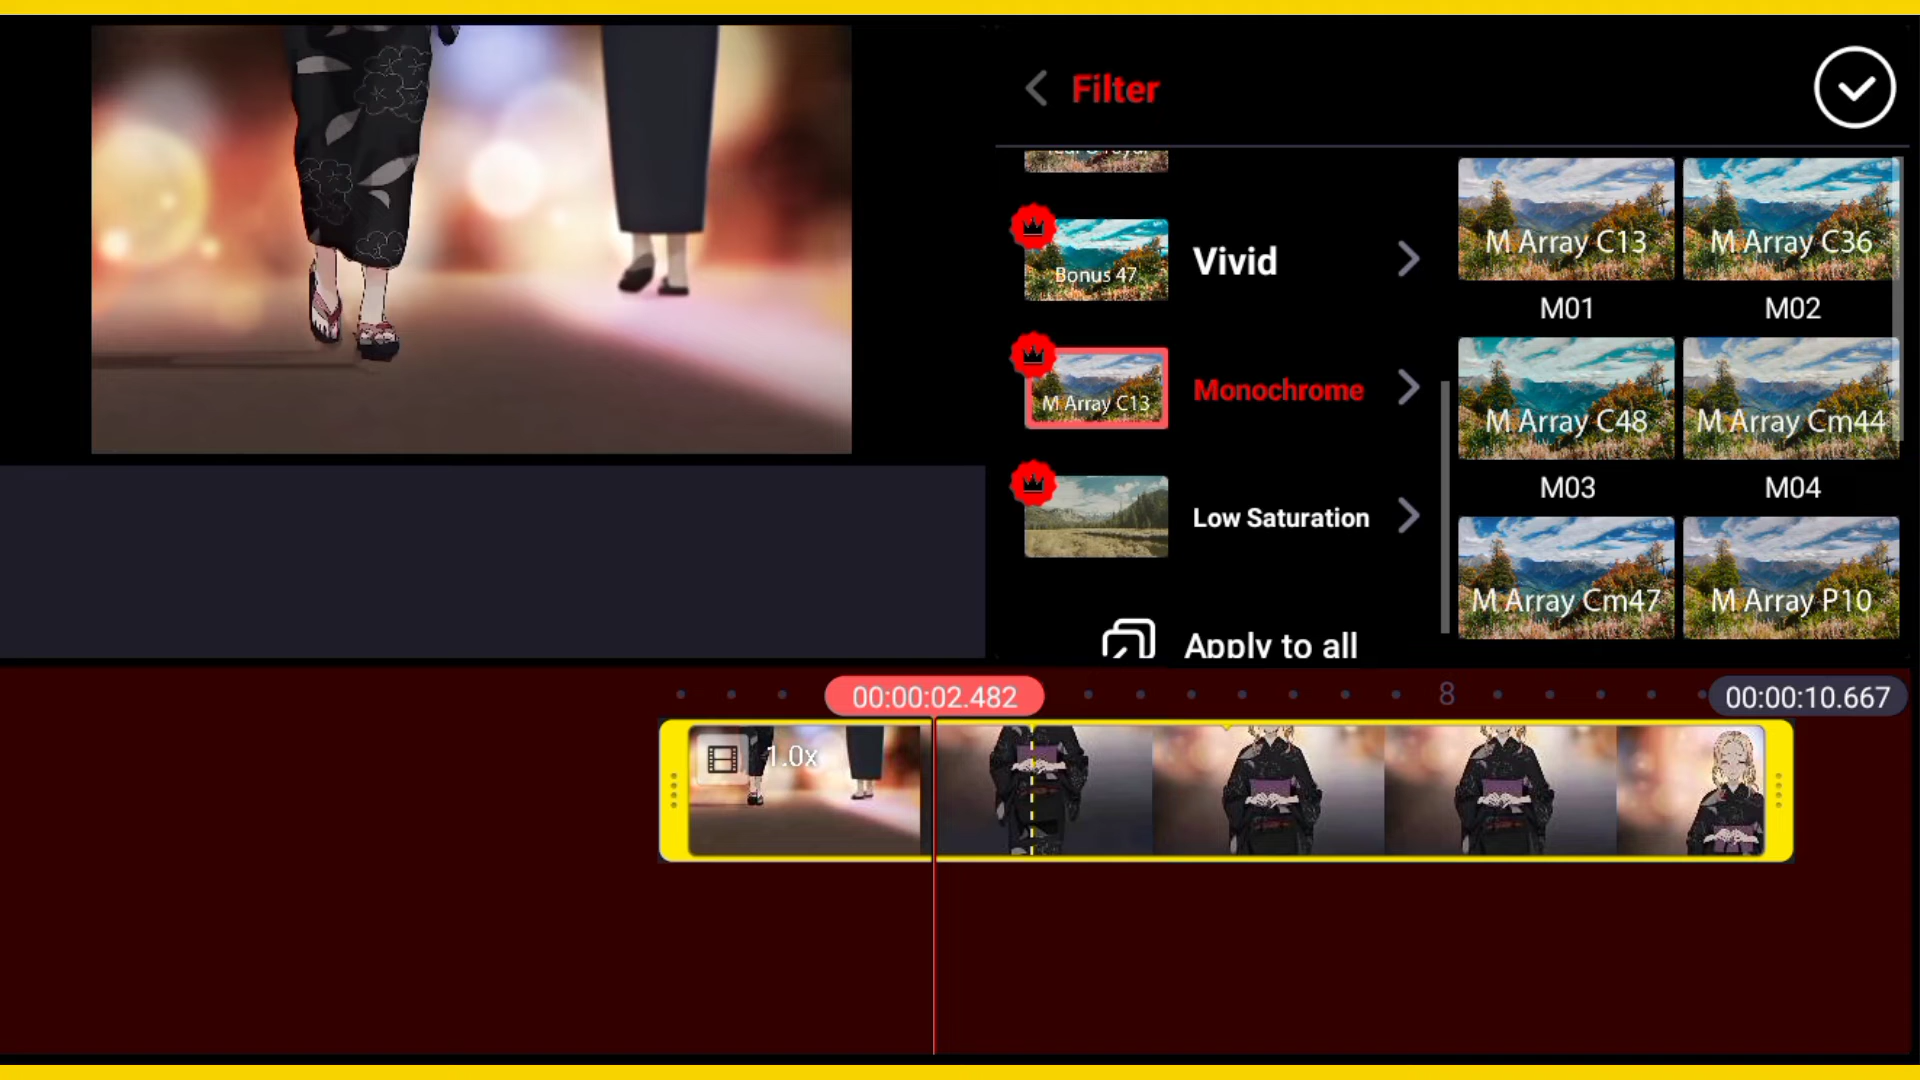 Filter
Bonus 47
Vivid
M Array C13
Monochrome
Low Saturation
Apply to all
M Array C13
M Array C36
M01
M02
M Array C48
M Array Cm44
M03
M04
M Array Cm47
M Array P10
00:00:02.482
8
00:00:10.667
1.0x